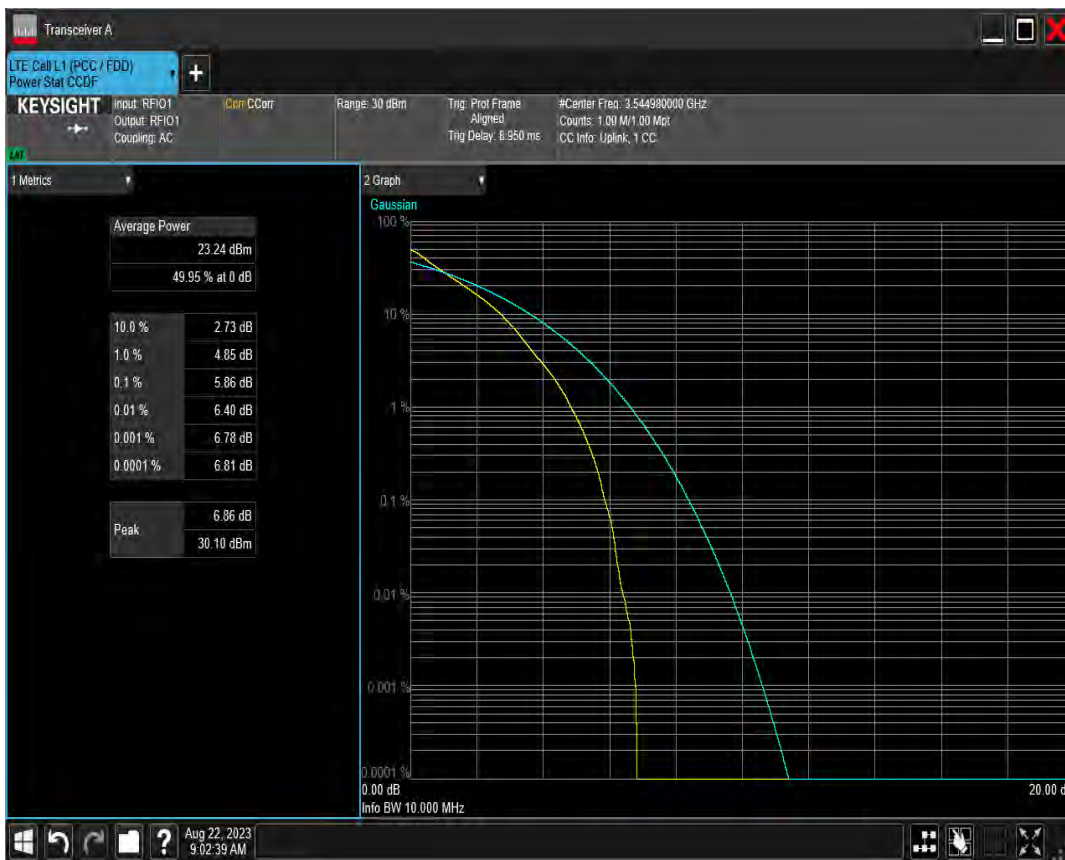 Transceiver A
LTE Cell L1 (PCC / FDD)
Power Stat CCDF
+
KEYSIGHT
Input: RFIO1
Output: RFIO1
Coupling: AC
Corr CCorr
Range: 30 dBm
Trig: Prot Frame
Aligned
Trig Delay: 8.950 ms
#Center Freq: 3.544980000 GHz
Counts: 1.00 M/1.00 Mpt
CC Info: Uplink, 1 CC
1 Metrics
Average Power
23.24 dBm
49.95 % at 0 dB
10.0 % 2.73 dB
1.0 % 4.85 dB
0.1 % 5.86 dB
0.01 % 6.40 dB
0.001 % 6.78 dB
0.0001 % 6.81 dB
Peak 6.86 dB
30.10 dBm
2 Graph
Gaussian
100 %
10 %
1 %
0.1 %
0.01 %
0.001 %
0.0001 %
0.00 dB 20.00 d
Info BW 10.000 MHz
?
Aug 22, 2023
9:02:39 AM